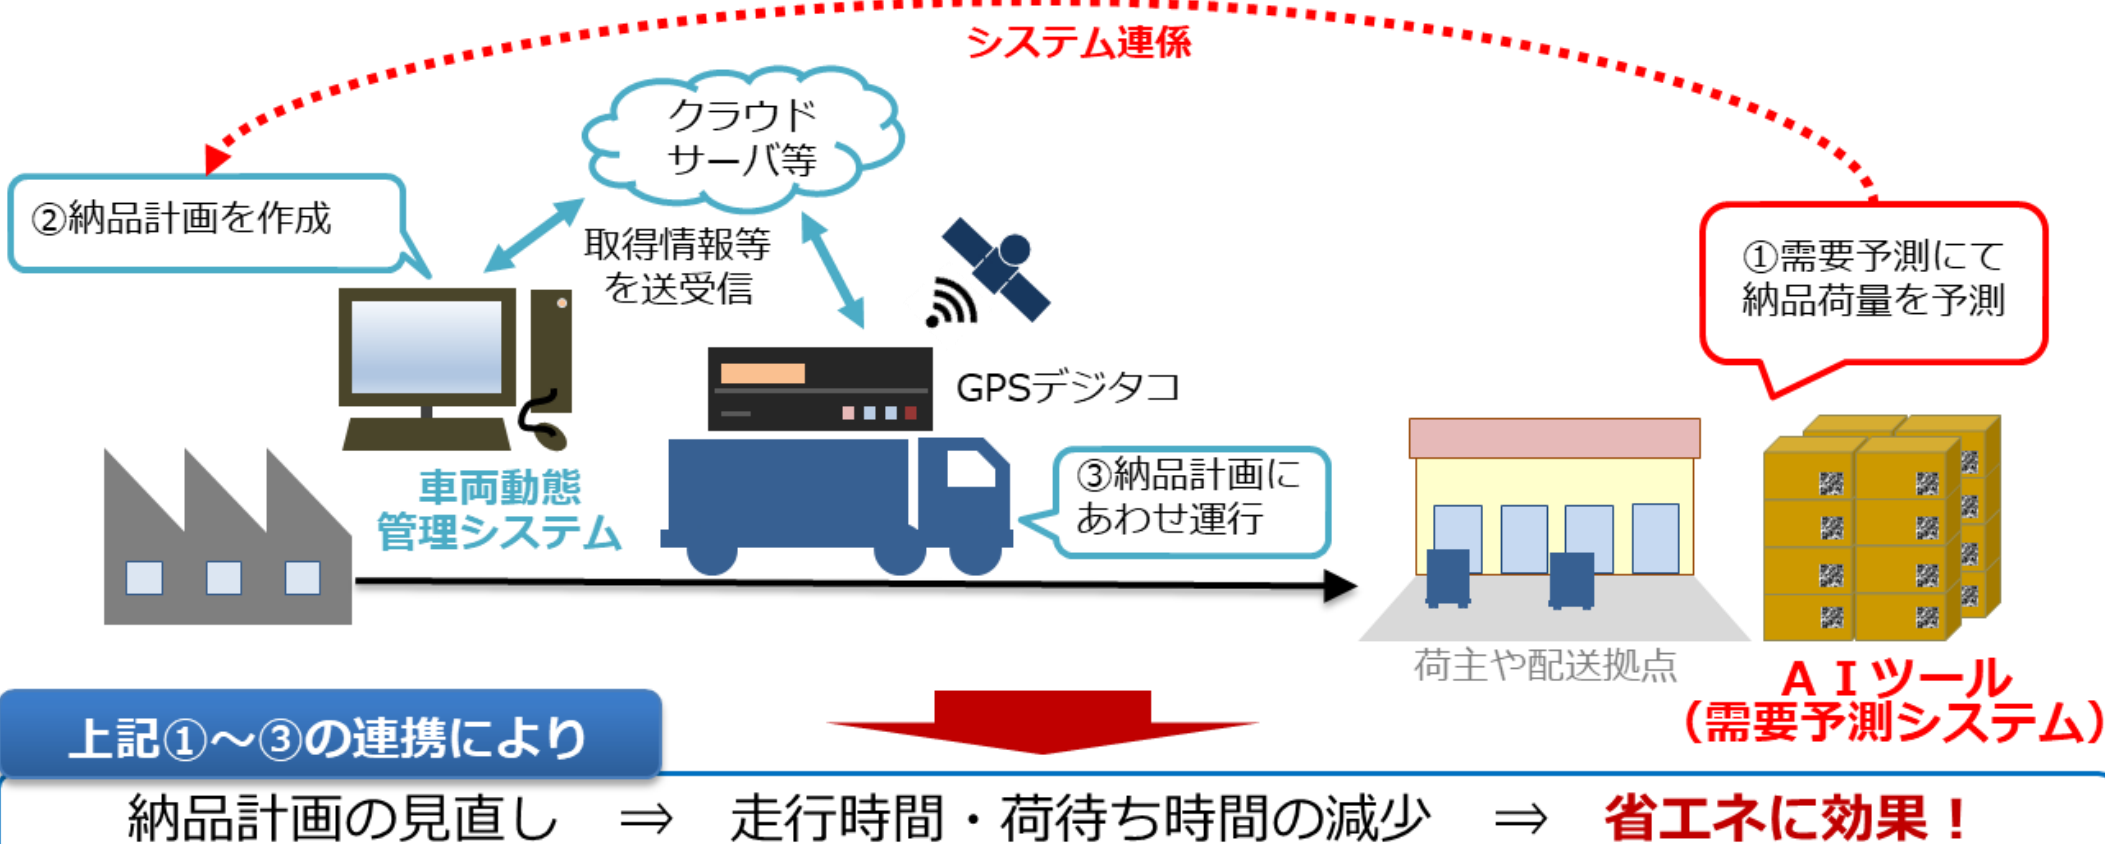 システム連係
クラウド
サーバ等
②納品計画を作成
取得情報等
を送受信
①需要予測にて
納品荷量を予測
GPSデジタコ
③納品計画に
あわせ運行
車両動態
管理システム
荷主や配送拠点
ＡＩツール
（需要予測システム）
上記①～③の連携により
納品計画の見直し　⇒　走行時間・荷待ち時間の減少　⇒　省エネに効果！